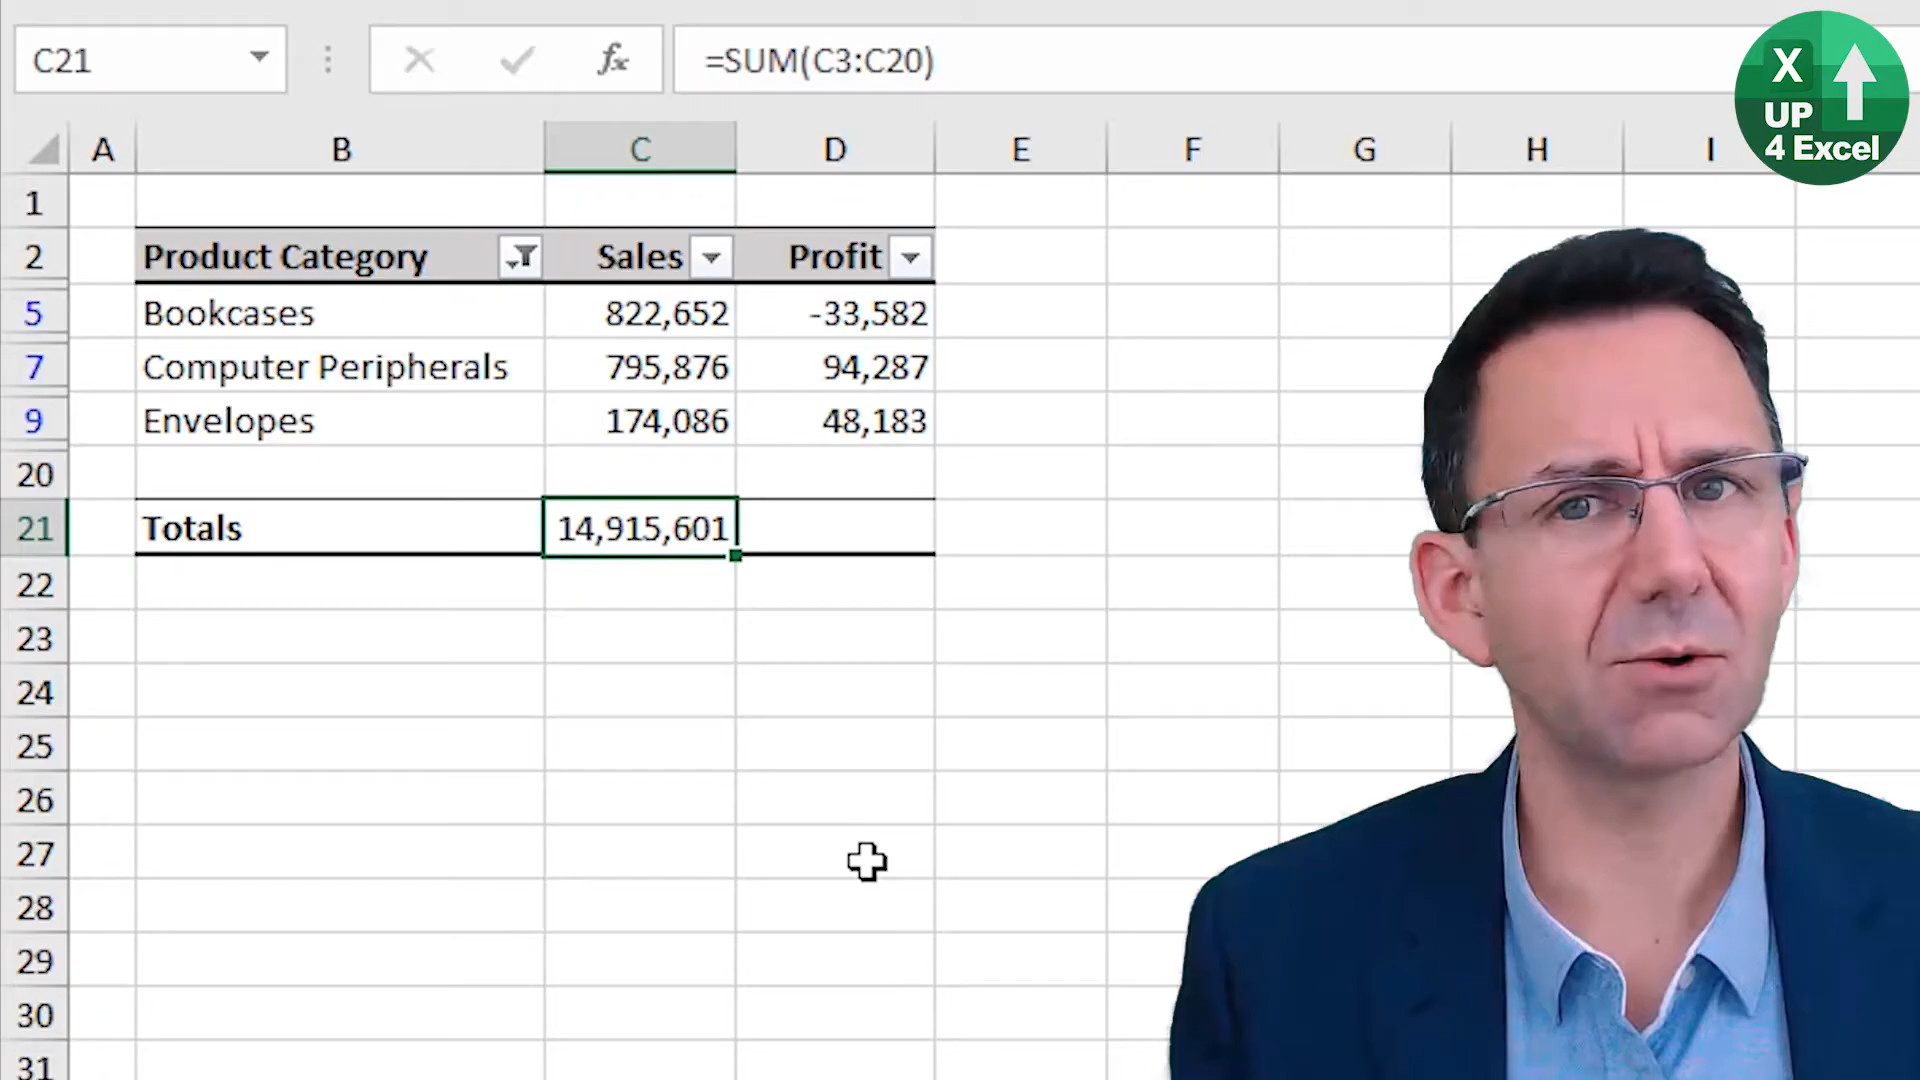 C21 fx =SUM(C3:C20)
X
UP
4 Excel
A B C D E F G H I
1
2 Product Category Sales Profit
5 Bookcases 822,652 -33,582
7 Computer Peripherals 795,876 94,287
9 Envelopes 174,086 48,183
20
21 Totals 14,915,601
22
23
24
25
26
27
28
29
30
31